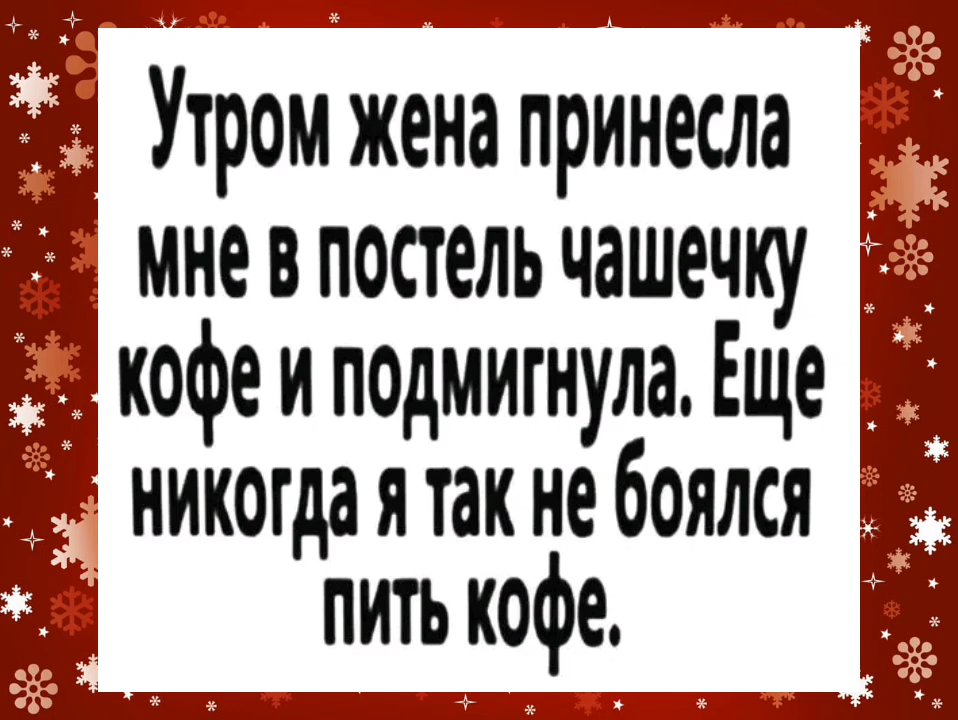 Утром жена принесла
мне в постель чашечку
кофе и подмигнула. Еще
никогда я так не боялся
пить кофе.